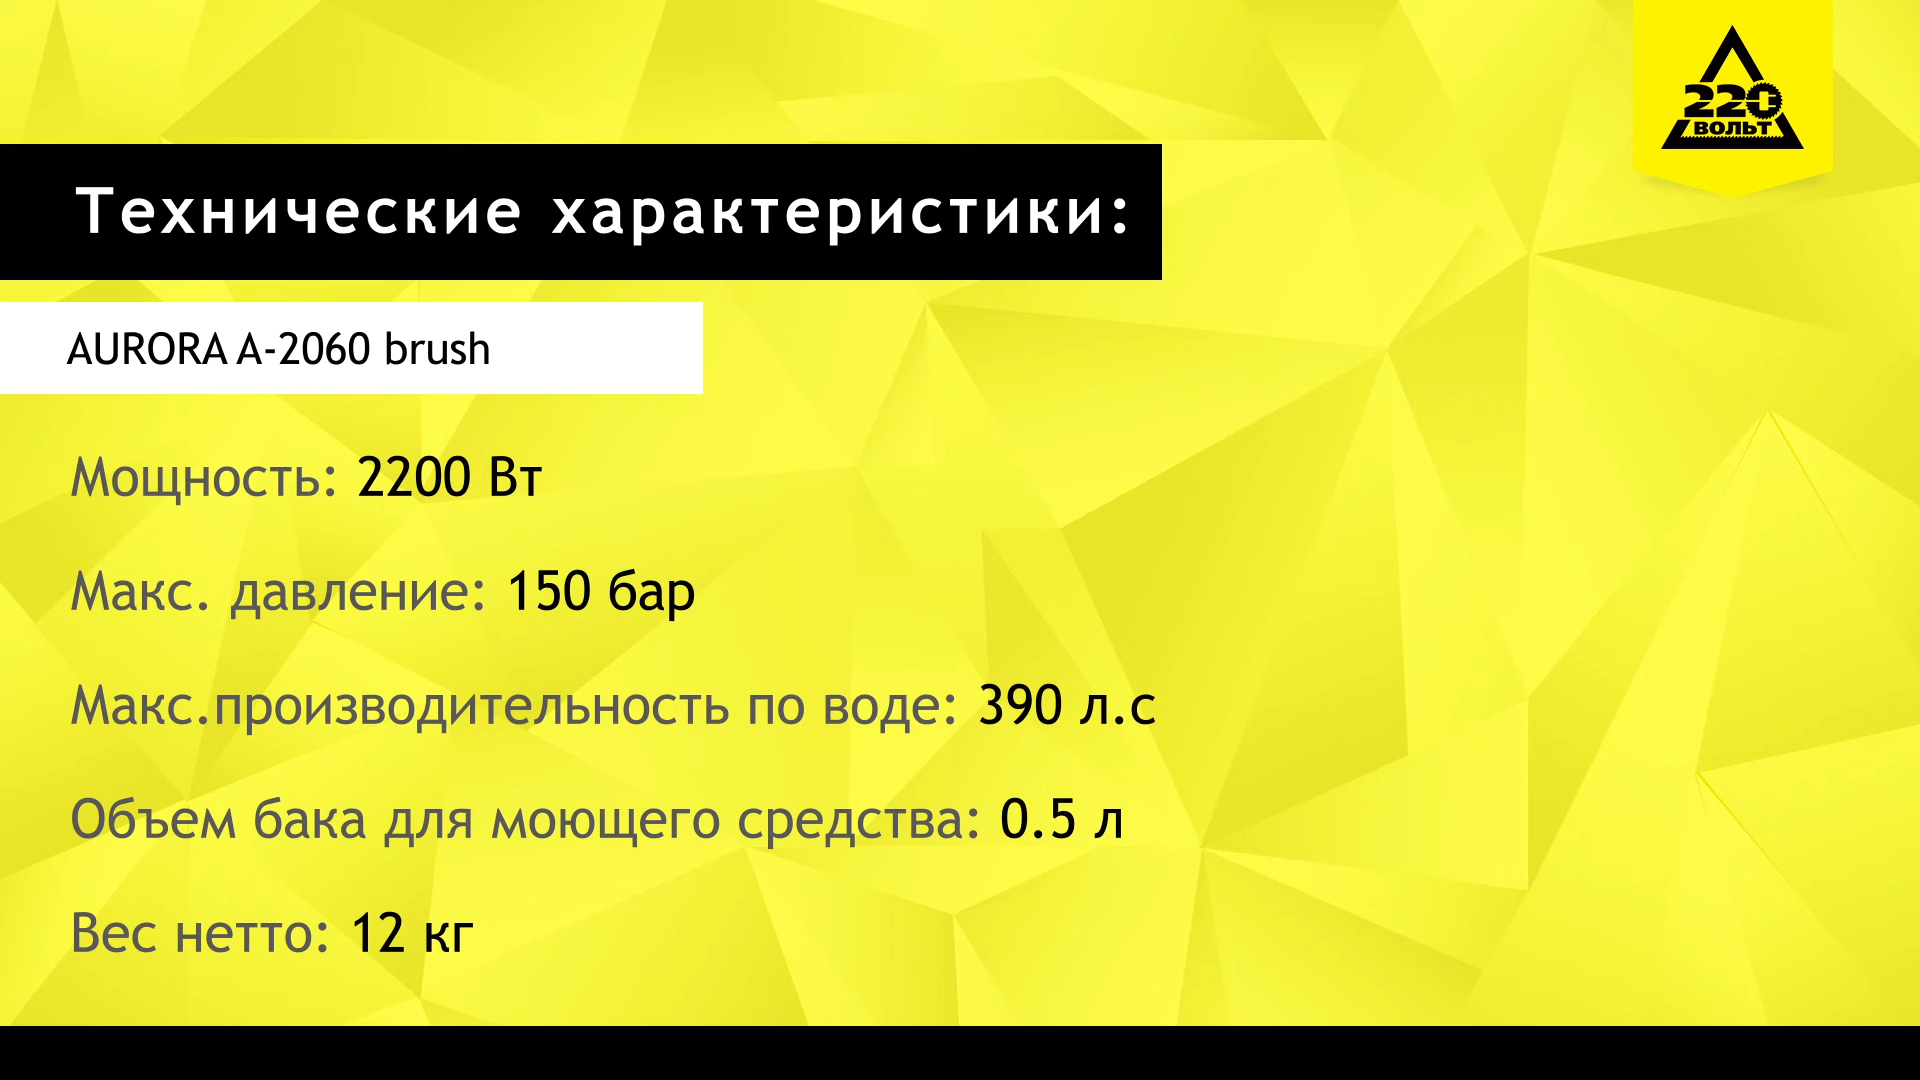 220
ВОЛЬТ
Технические характеристики:
AURORA A-2060 brush
Мощность: 2200 Вт
Макс. давление: 150 бар
Макс.производительность по воде: 390 л.с
Объем бака для моющего средства: 0.5 л
Вес нетто: 12 кг